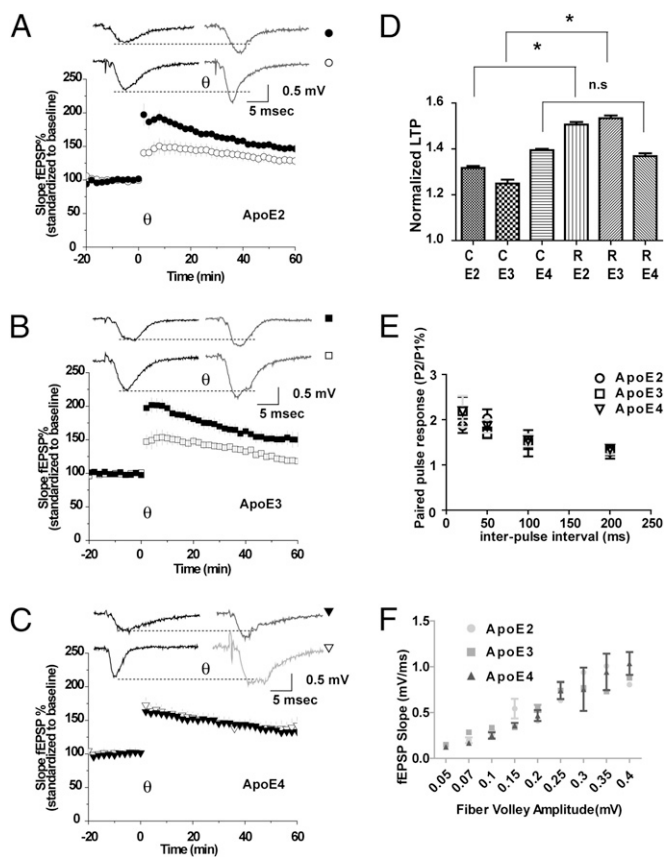 A
θ
0.5 mV
5 msec
250
200
150
100
50
0
Slope fEPSP%
(standardized to baseline)
θ
ApoE2
-20
0
20
40
60
Time (min)
B
θ
0.5 mV
5 msec
250
200
150
100
50
0
Slope fEPSP%
(standardized to baseline)
θ
ApoE3
-20
0
20
40
60
Time (min)
C
θ
0.5 mV
5 msec
250
200
150
100
50
0
Slope fEPSP%
(standardized to baseline)
θ
ApoE4
-20
0
20
40
60
Time (min)
D
*
*
n.s
1.6
1.4
1.2
1.0
Normalized LTP
C C C R R R
E2 E3 E4 E2 E3 E4
E
Paired pulse response (P2/P1%)
3
2
1
0
ApoE2
ApoE3
ApoE4
0 50 100 150 200 250
inter-pulse interval (ms)
F
fEPSP Slope (mV/ms)
1.5
1.0
0.5
0.0
ApoE2
ApoE3
ApoE4
0.05 0.07 0.1 0.15 0.2 0.25 0.3 0.35 0.4
Fiber Volley Amplitude(mV)